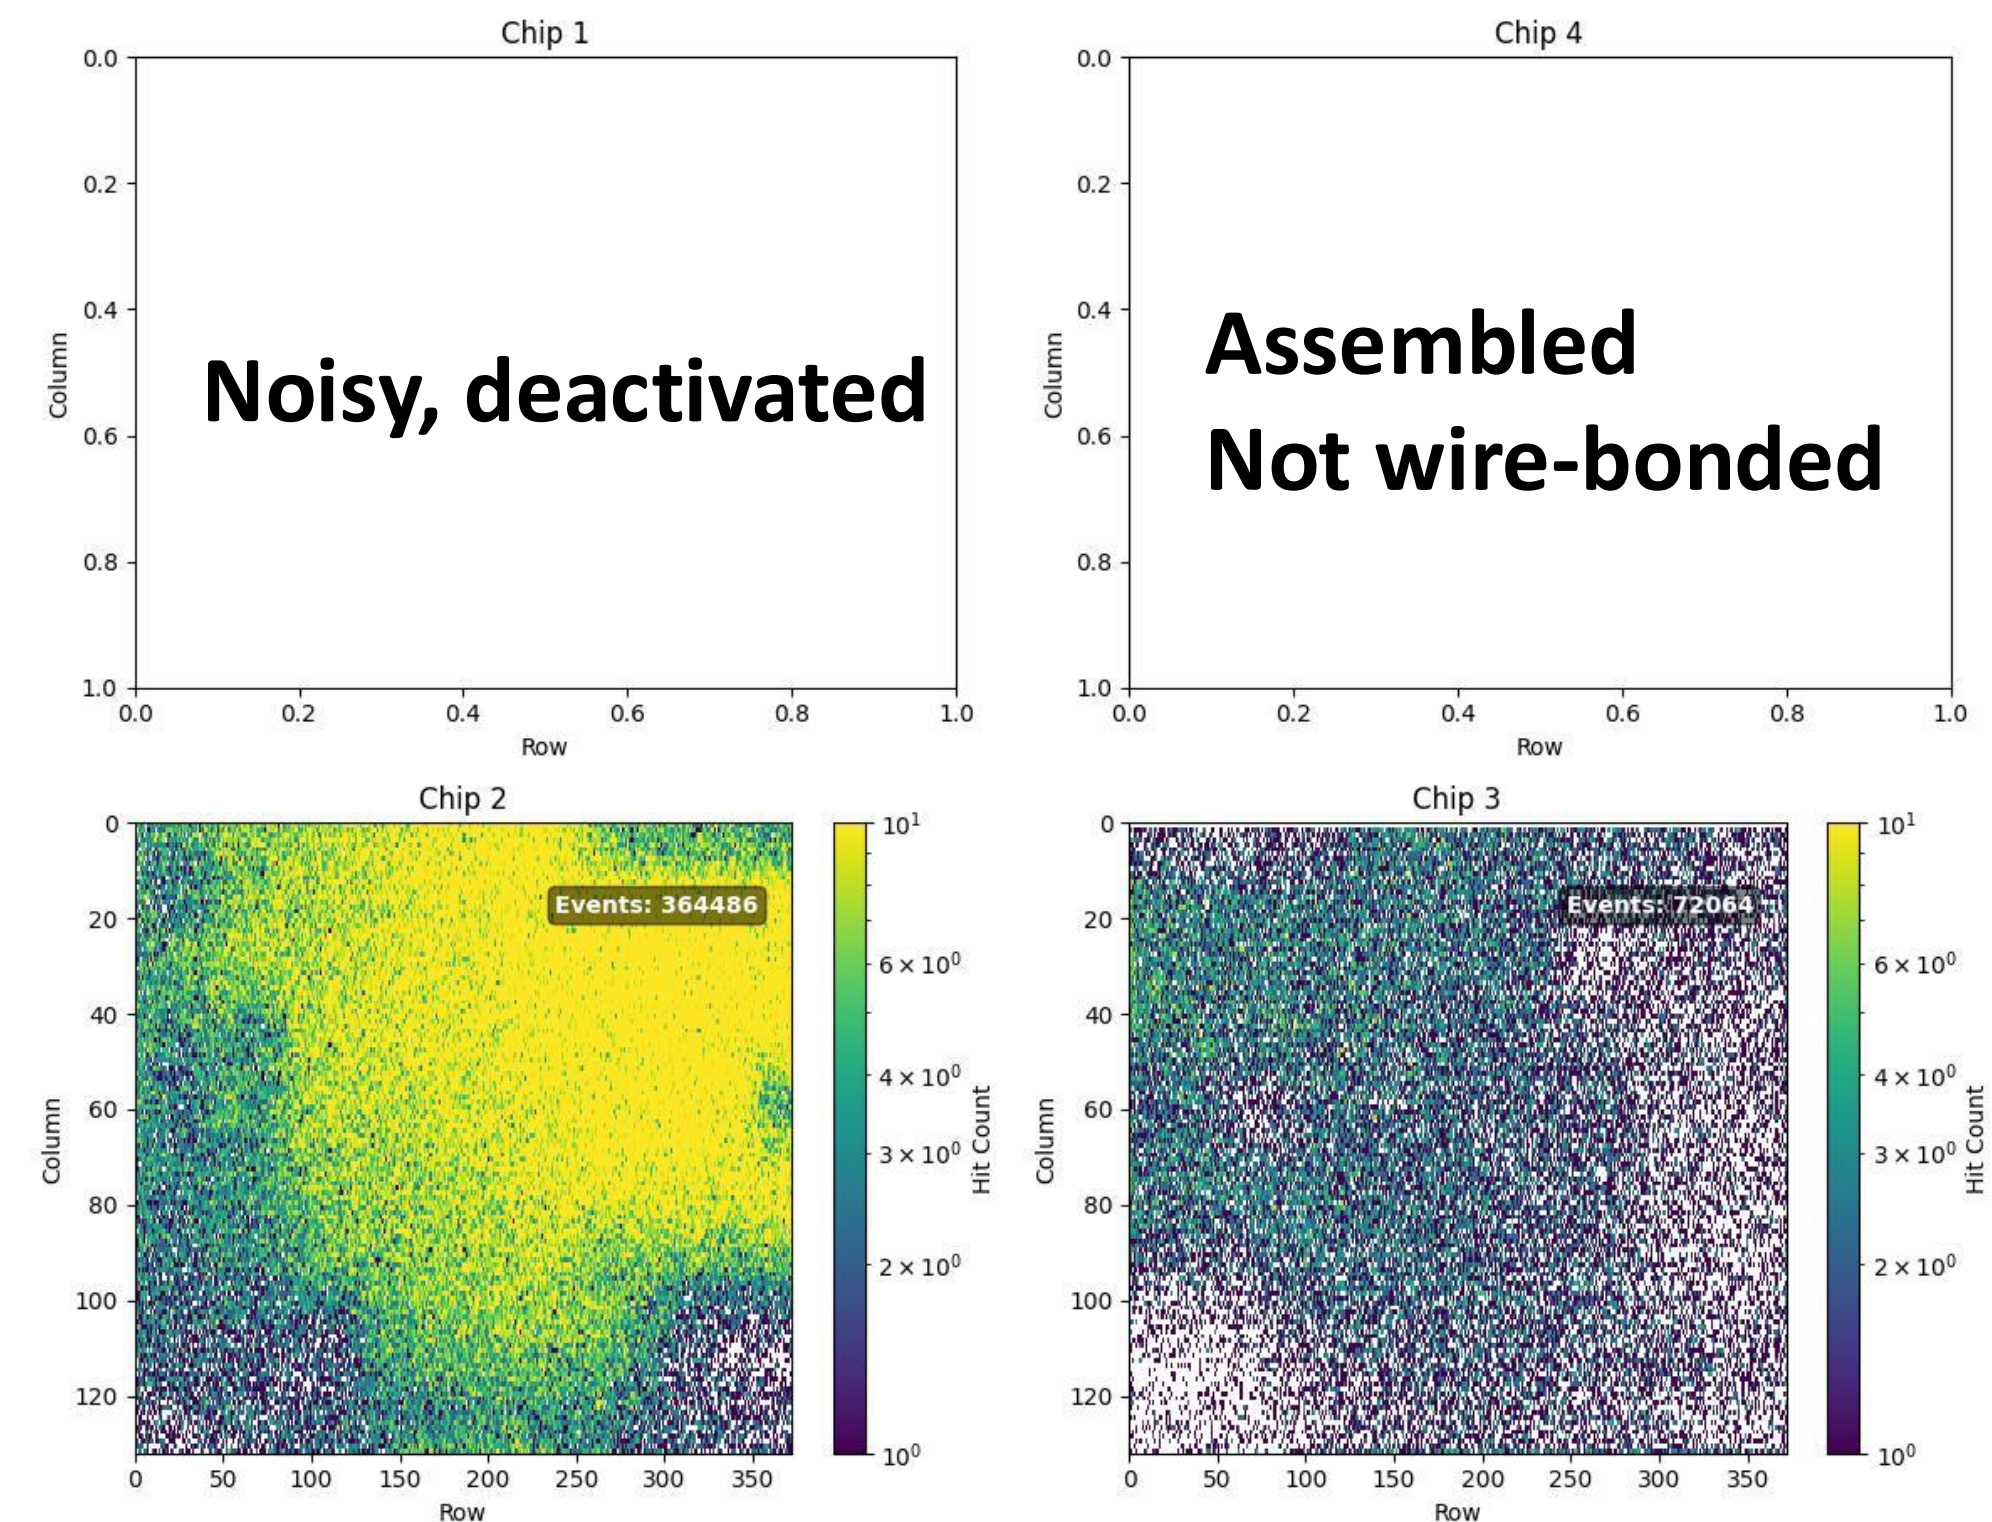 Chip 1
0.0
0.2
0.4
0.6
0.8
1.0
Column
Noisy, deactivated
0.0 0.2 0.4 0.6 0.8 1.0
Row
Chip 4
0.0
0.2
0.4
0.6
0.8
1.0
Column
Assembled
Not wire-bonded
0.0 0.2 0.4 0.6 0.8 1.0
Row
Chip 2
0
20
40
60
80
100
120
Column
Events: 364486
0 50 100 150 200 250 300 350
Row
10¹
6 × 10⁰
4 × 10⁰
3 × 10⁰
2 × 10⁰
10⁰
Hit Count
Chip 3
0
20
40
60
80
100
120
Column
Events: 72064
0 50 100 150 200 250 300 350
Row
10¹
6 × 10⁰
4 × 10⁰
3 × 10⁰
2 × 10⁰
10⁰
Hit Count